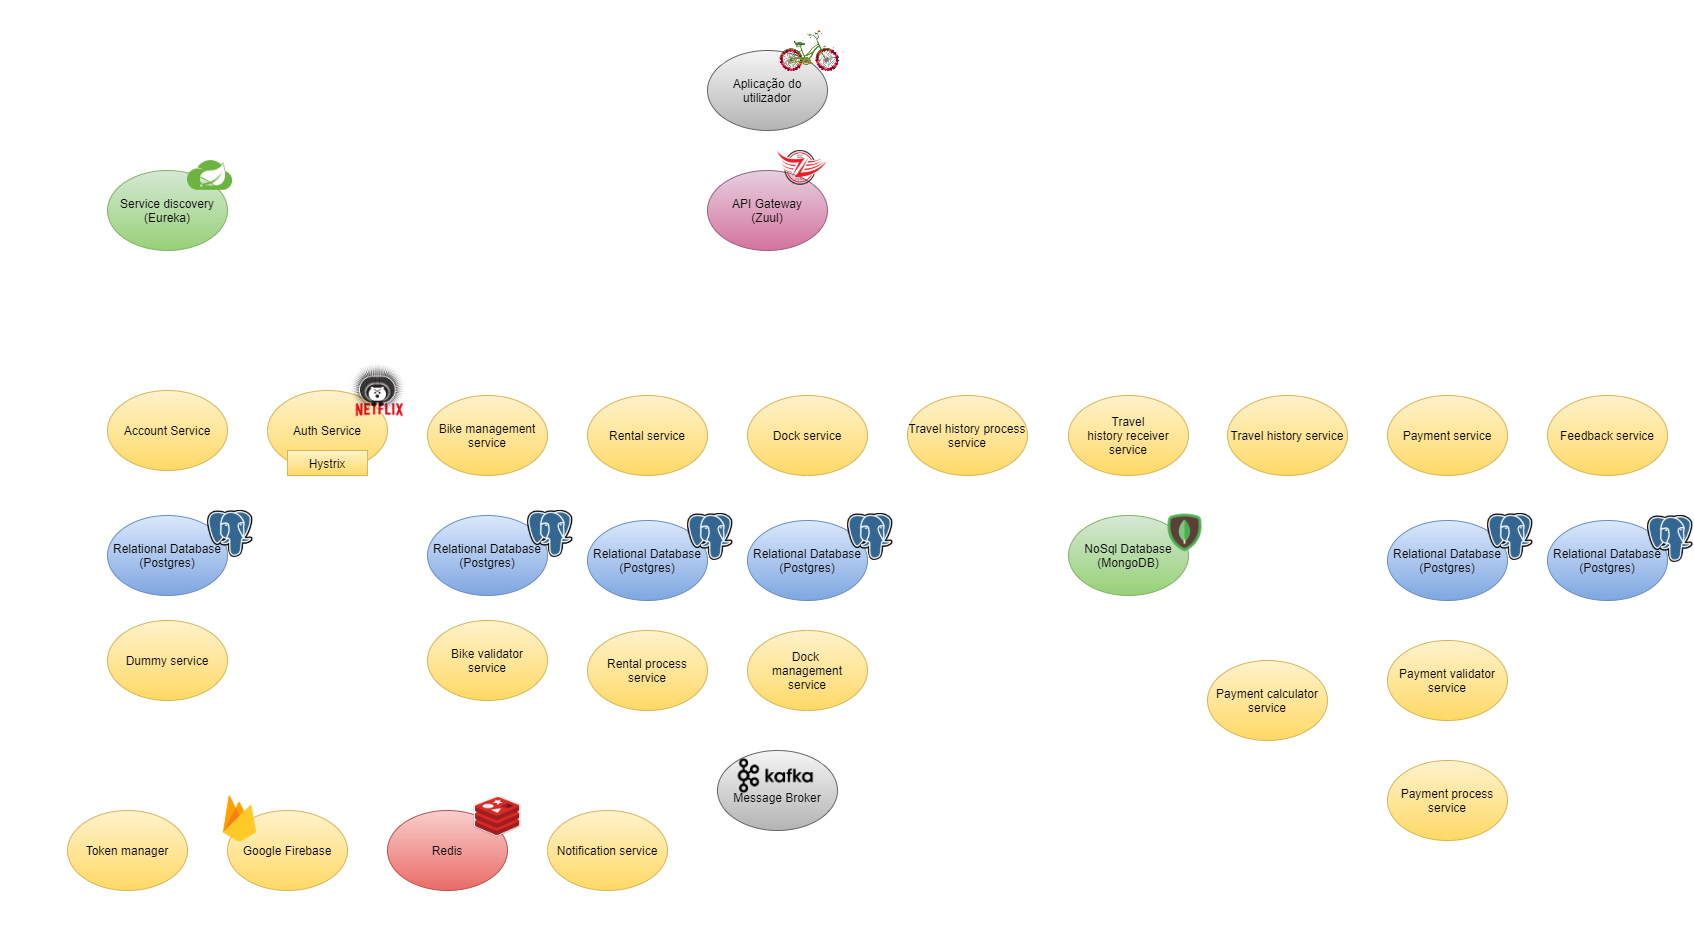 Aplicação do
utilizador
Service discovery
(Eureka)
API Gateway
(Zuul)
NETFLIX
Account Service
Auth Service
Hystrix
Bike management
service
Rental service
Dock service
Travel history process
service
Travel
history receiver
service
Travel history service
Payment service
Feedback service
Relational Database
(Postgres)
Relational Database
(Postgres)
Relational Database
(Postgres)
Relational Database
(Postgres)
NoSql Database
(MongoDB)
Relational Database
(Postgres)
Relational Database
(Postgres)
Dummy service
Bike validator
service
Rental process
service
Dock
management
service
Payment calculator
service
Payment validator
service
kafka
Message Broker
Payment process
service
Token manager
Google Firebase
Redis
Notification service